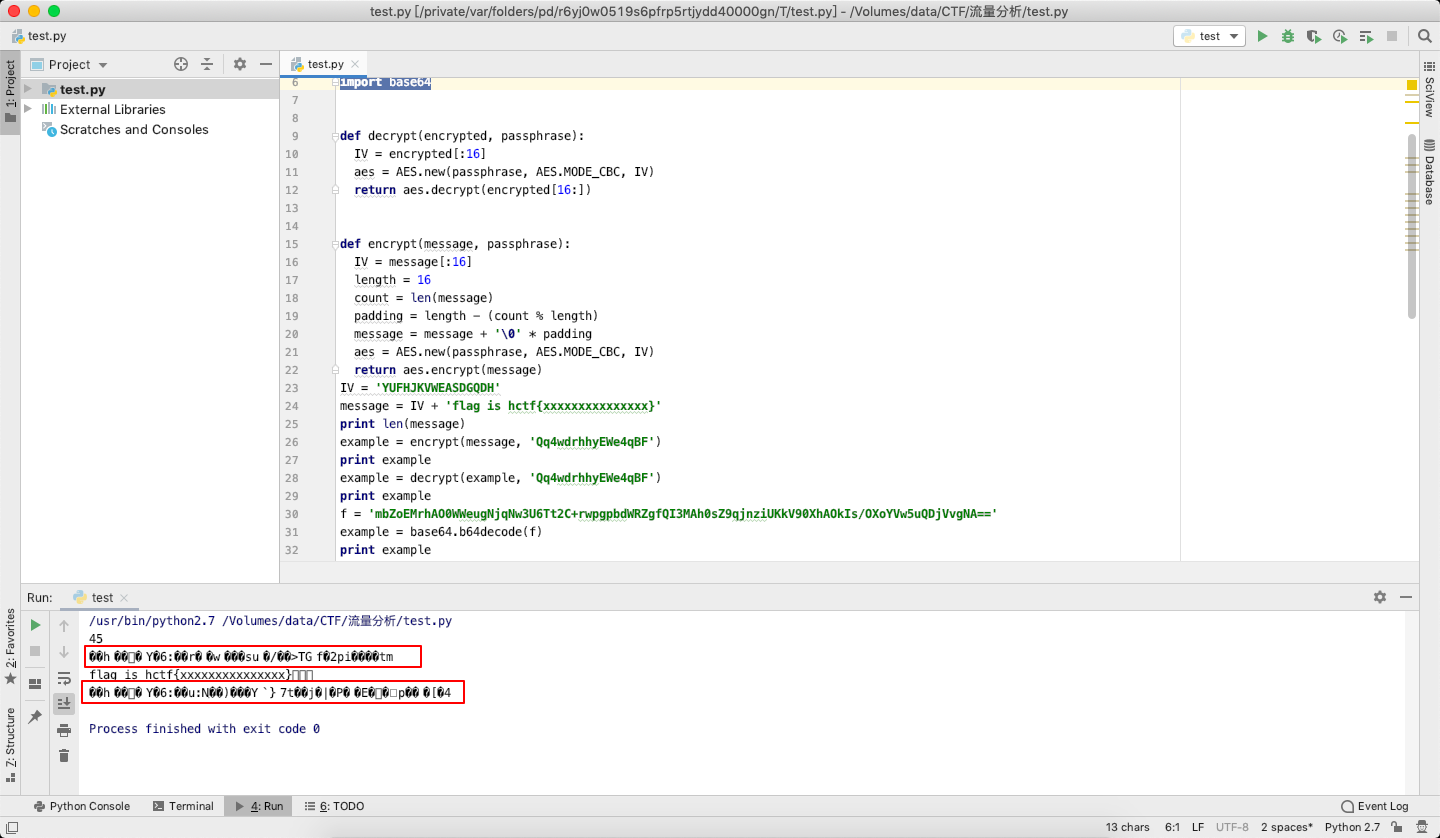 test.py [/private/var/folders/pd/r6yj0w0519s6pfrp5rtjydd40000gn/T/test.py] - /Volumes/data/CTF/流量分析/test.py
test.py
test
1: Project
Project
test.py
External Libraries
Scratches and Consoles
test.py
6 import base64
7
8
9 def decrypt(encrypted, passphrase):
10 IV = encrypted[:16]
11 aes = AES.new(passphrase, AES.MODE_CBC, IV)
12 return aes.decrypt(encrypted[16:])
13
14
15 def encrypt(message, passphrase):
16 IV = message[:16]
17 length = 16
18 count = len(message)
19 padding = length - (count % length)
20 message = message + '\0' * padding
21 aes = AES.new(passphrase, AES.MODE_CBC, IV)
22 return aes.encrypt(message)
23 IV = 'YUFHJKVWEASDGQDH'
24 message = IV + 'flag is hctf{xxxxxxxxxxxxxxx}'
25 print len(message)
26 example = encrypt(message, 'Qq4wdrhhyEWe4qBF')
27 print example
28 example = decrypt(example, 'Qq4wdrhhyEWe4qBF')
29 print example
30 f = 'mbZoEMrhAO0WWeugNjqNw3U6Tt2C+rwpgpbdWRZgfQI3MAh0sZ9qjnziUKkV90XhAOkIs/OXoYVw5uQDjVvgNA=='
31 example = base64.b64decode(f)
32 print example
SciView
Database
Run: test
/usr/bin/python2.7 /Volumes/data/CTF/流量分析/test.py
45
��h��□�Y�6:��r��w���su�/��>TGf�2pi����tm
flag is hctf{xxxxxxxxxxxxxxx}□□□
��h��□�Y�6:��u:N��)���Y`}7t��j�|�P��E�□�□p���[�4
Process finished with exit code 0
2: Favorites
Z: Structure
Python Console
Terminal
4: Run
6: TODO
Event Log
13 chars 6:1 LF UTF-8 2 spaces* Python 2.7